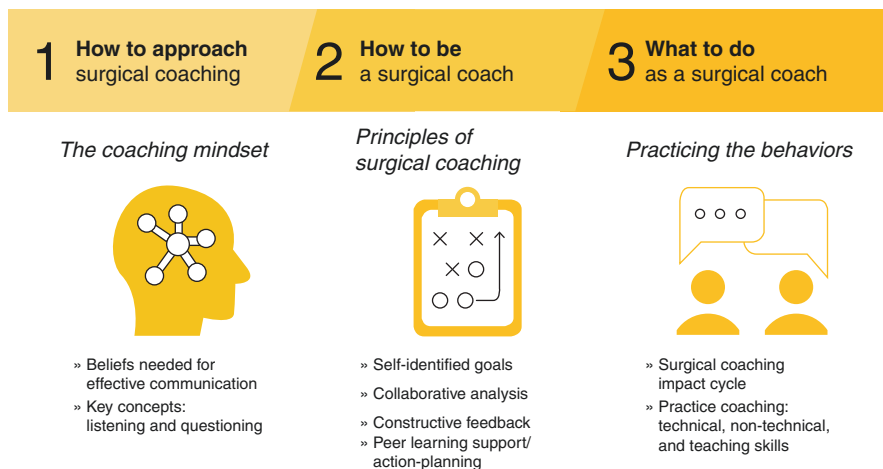 1 How to approach
surgical coaching
2 How to be
a surgical coach
3 What to do
as a surgical coach
The coaching mindset
Principles of
surgical coaching
Practicing the behaviors
» Beliefs needed for
effective communication
» Key concepts:
listening and questioning
» Self-identified goals
» Collaborative analysis
» Constructive feedback
» Peer learning support/
action-planning
» Surgical coaching
impact cycle
» Practice coaching:
technical, non-technical,
and teaching skills